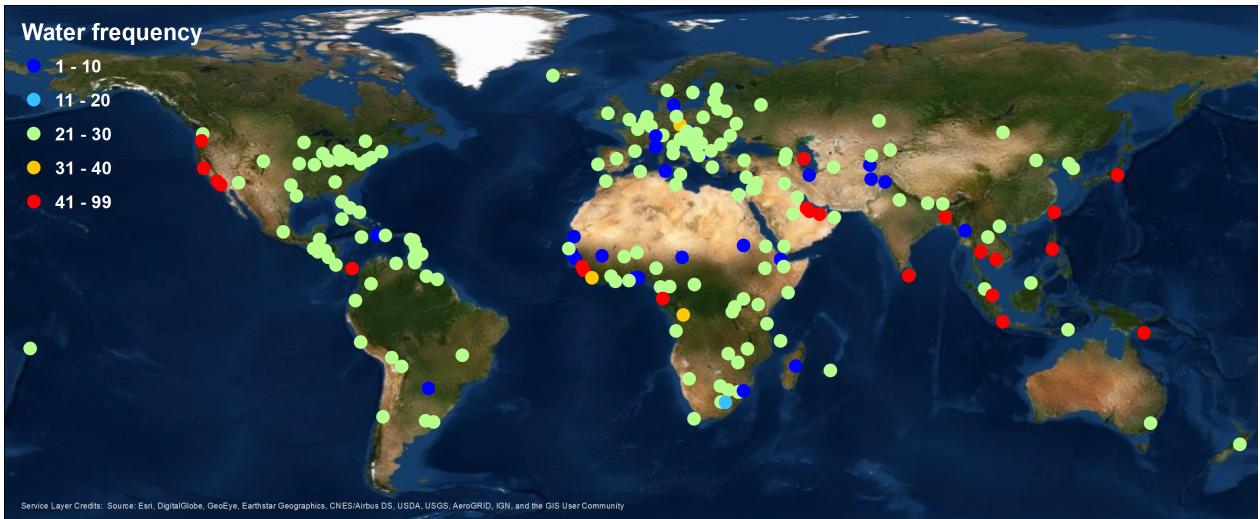 Water frequency
1 - 10
11 - 20
21 - 30
31 - 40
41 - 99
Service Layer Credits: Source: Esri, DigitalGlobe, GeoEye, Earthstar Geographics, CNES/Airbus DS, USDA, USGS, AeroGRID, IGN, and the GIS User Community